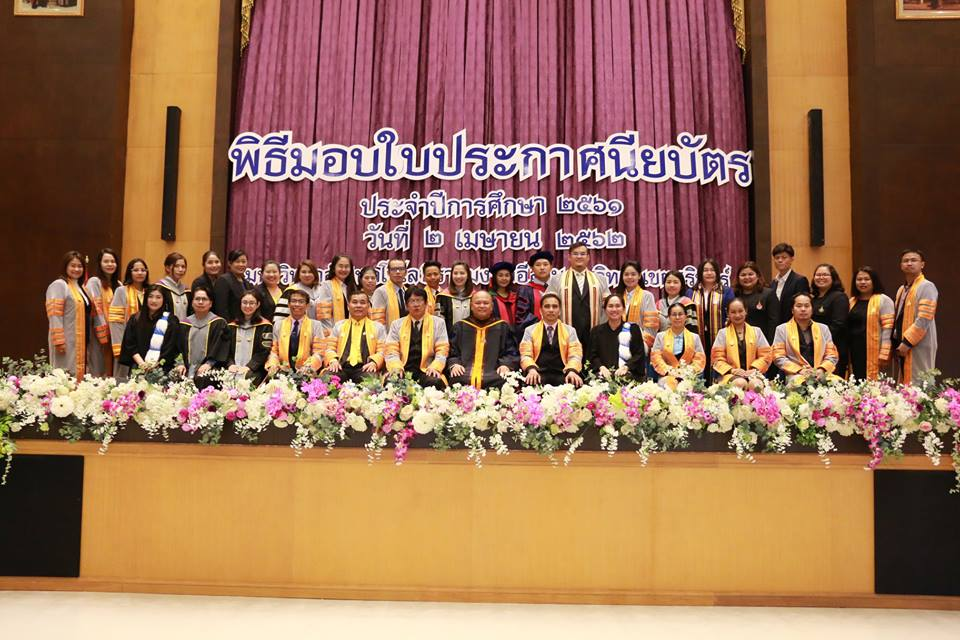 พิธีมอบใบประกาศนียบัตร
ประจำปีการศึกษา ๒๕๖๑
วันที่ ๒ เมษายน ๒๕๖๒